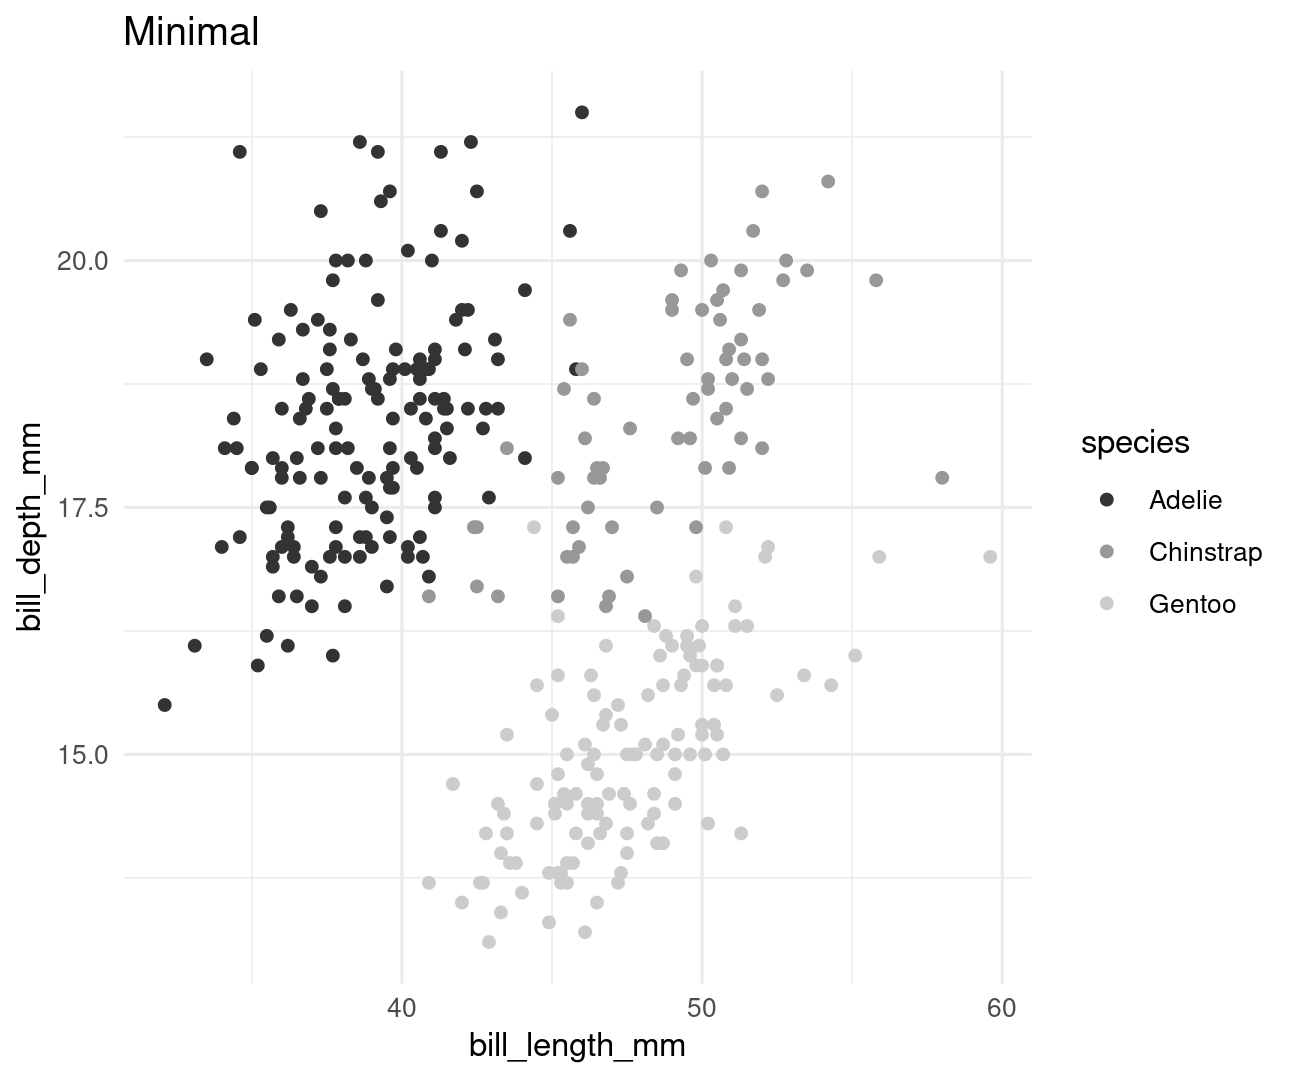 Minimal
20.0
17.5
15.0
bill_depth_mm
40
50
60
bill_length_mm
species
Adelie
Chinstrap
Gentoo